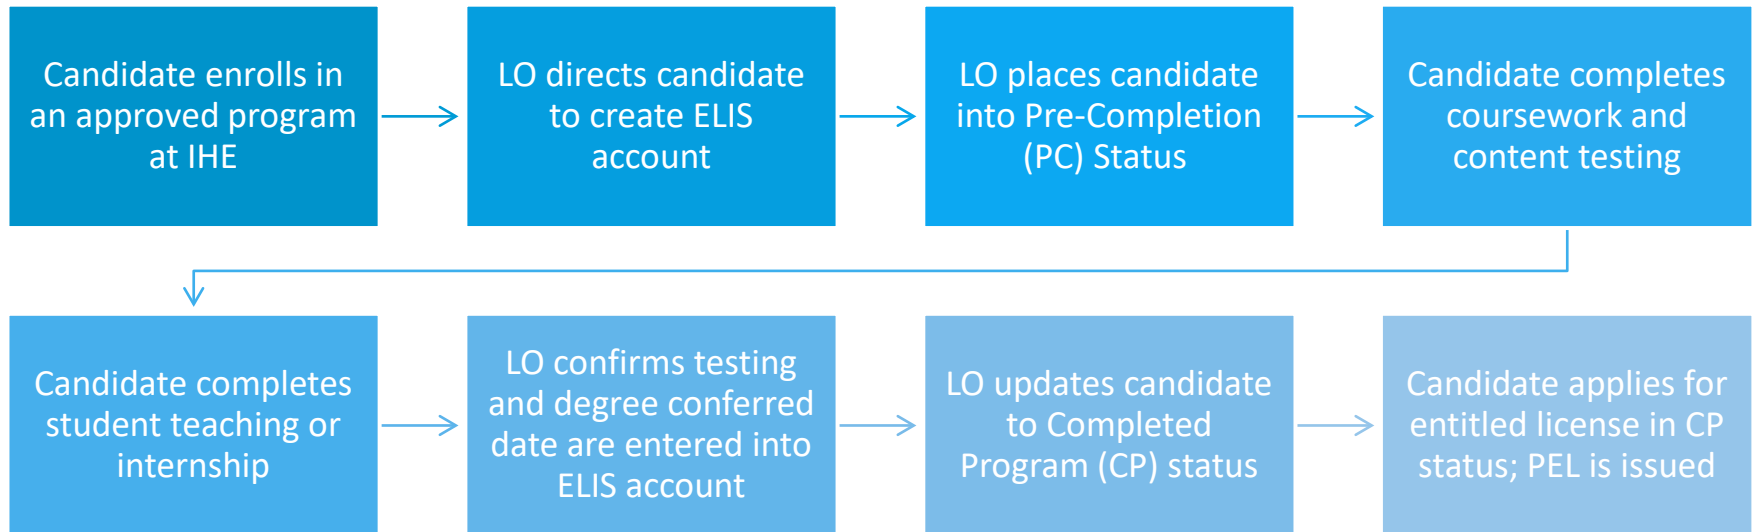 Candidate enrolls in
an approved program
at IHE
LO directs candidate
to create ELIS
account
LO places candidate
into Pre-Completion
(PC) Status
Candidate completes
coursework and
content testing
Candidate completes
student teaching or
internship
LO confirms testing
and degree conferred
date are entered into
ELIS account
LO updates candidate
to Completed
Program (CP) status
Candidate applies for
entitled license in CP
status; PEL is issued